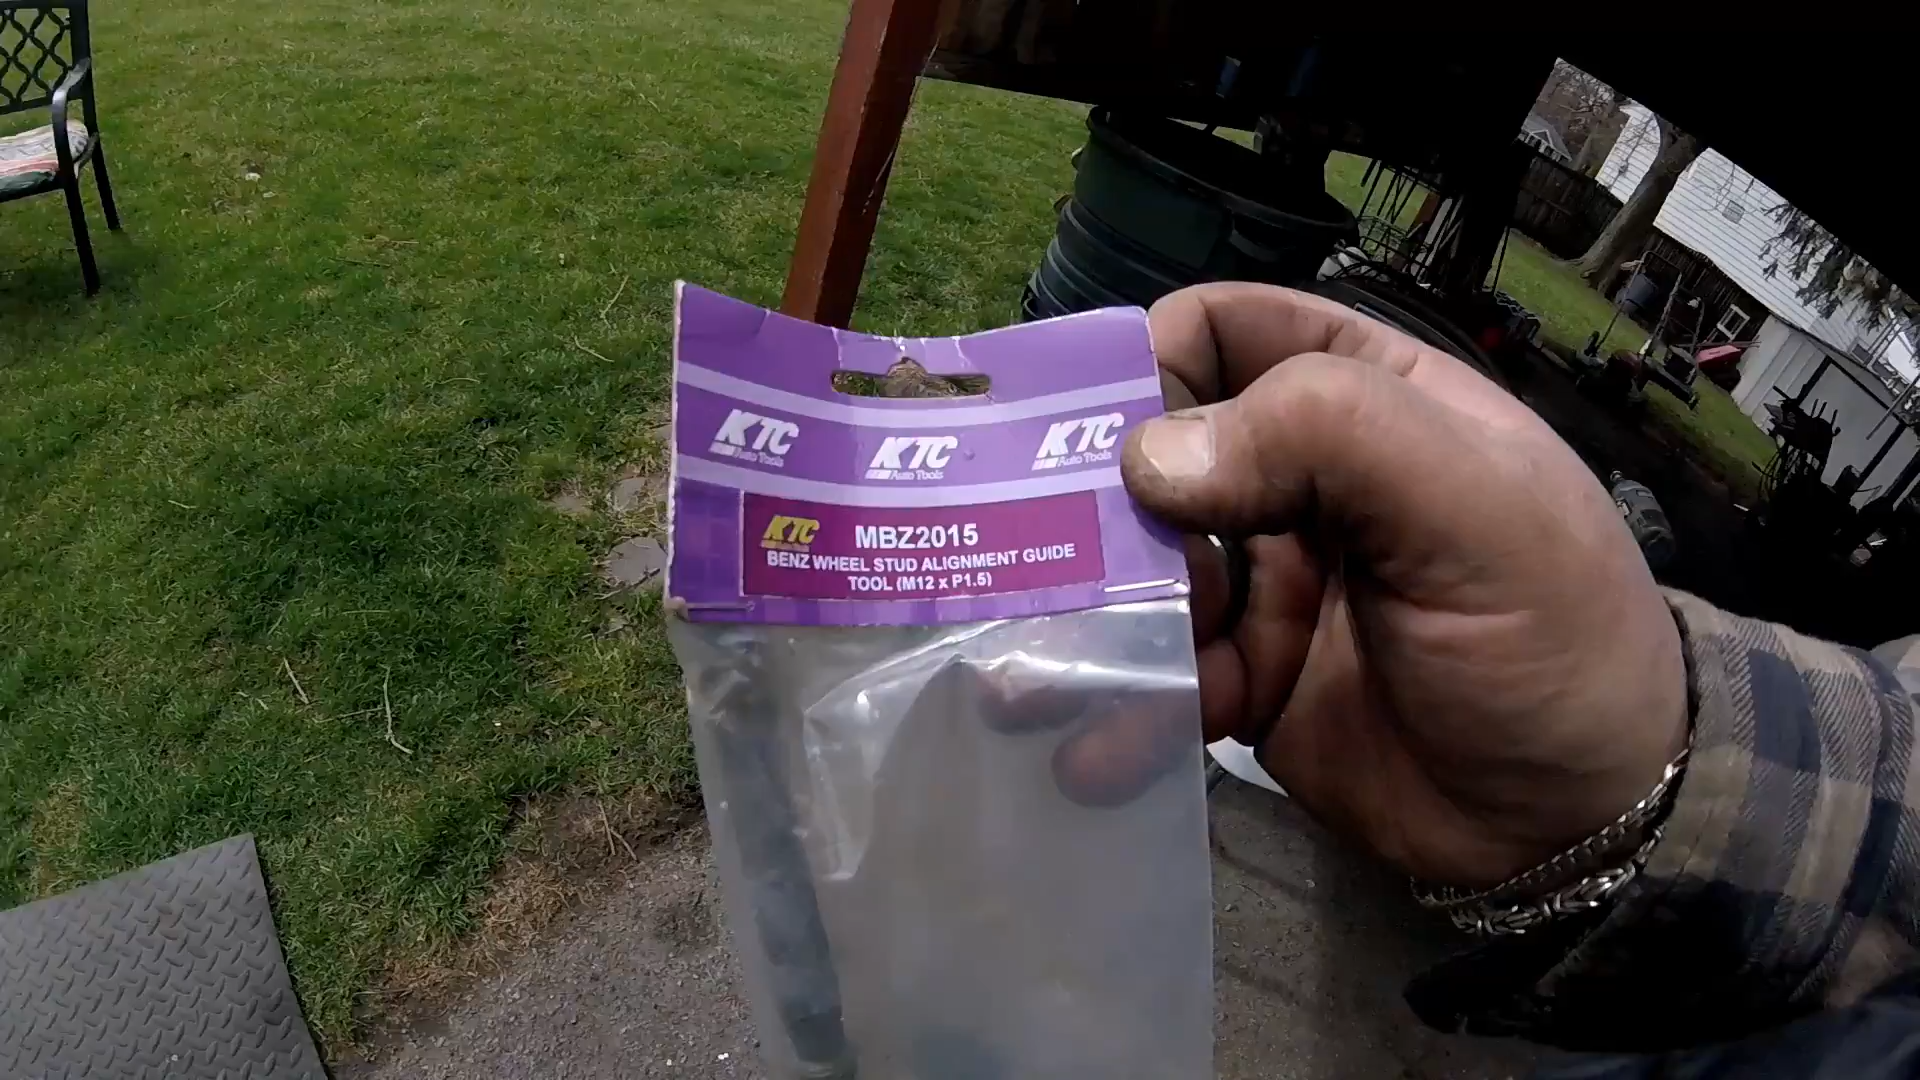 KTC
Auto Tools
KTC
Auto Tools
KTC
Auto Tools
KTC
MBZ2015
BENZ WHEEL STUD ALIGNMENT GUIDE
TOOL (M12 x P1.5)